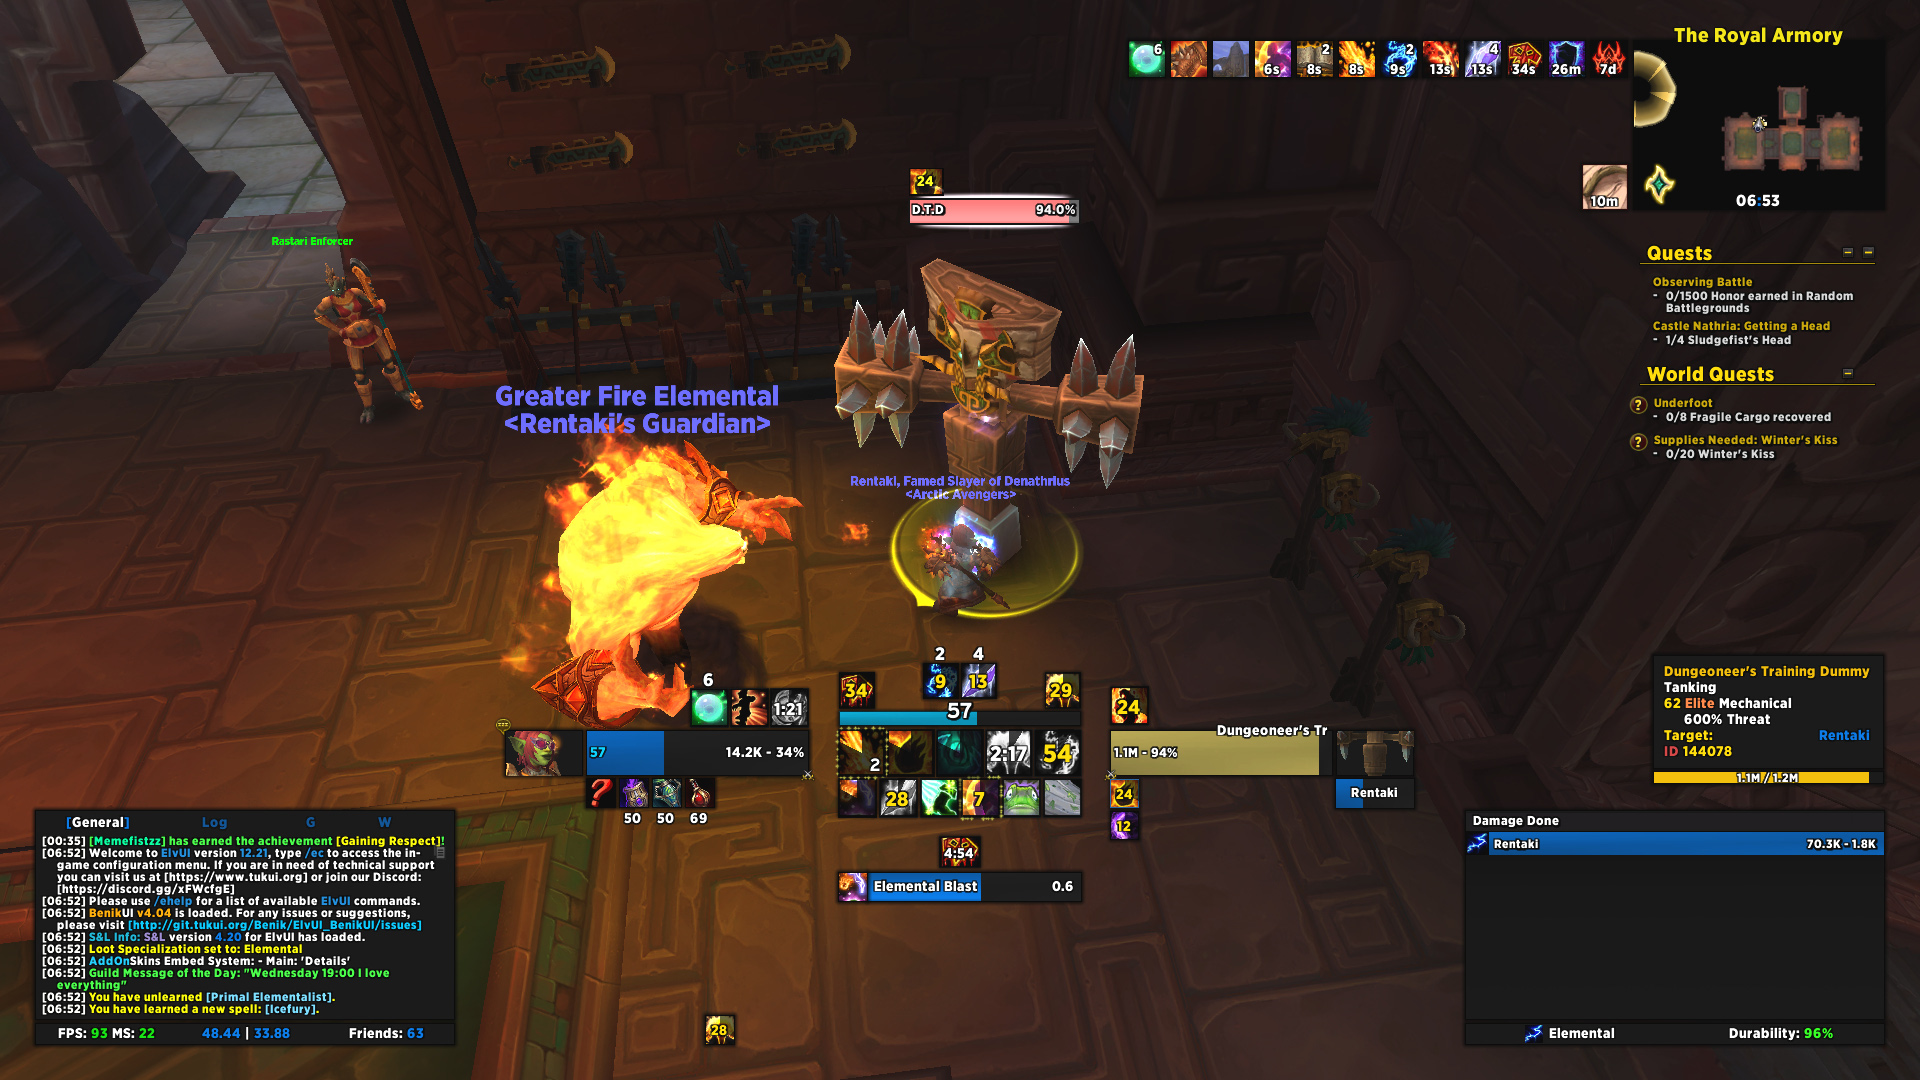 The Royal Armory
6
6s
2
8s
8s
2
9s
13s
4
13s
34s
26m
7d
10m
06:53
24
D.T.D
94.0%
Rastari Enforcer
Quests
Observing Battle
- 0/1500 Honor earned in Random
Battlegrounds
Castle Nathria: Getting a Head
- 1/4 Sludgefist's Head
World Quests
? Underfoot
- 0/8 Fragile Cargo recovered
? Supplies Needed: Winter's Kiss
- 0/20 Winter's Kiss
Greater Fire Elemental
<Rentaki's Guardian>
Rentaki, Famed Slayer of Denathrius
<Arctic Avengers>
2
4
34
9
13
29
57
6
1:21
57
14.2K - 34%
2
2:17
54
28
7
?
50
50
69
4:54
Elemental Blast
0.6
24
Dungeoneer's Tr
1.1M - 94%
24
12
Rentaki
28
Dungeoneer's Training Dummy
Tanking
62 Elite Mechanical
600% Threat
Target: Rentaki
ID 144078
1.1M / 1.2M
Damage Done
Rentaki
70.3K - 1.8K
Elemental
Durability: 96%
[General]
Log
G
W
[00:35] [Memefistzz] has earned the achievement [Gaining Respect]!
[06:52] Welcome to ElvUI version 12.21, type /ec to access the in-
game configuration menu. If you are in need of technical support
you can visit us at [https://www.tukui.org] or join our Discord:
[https://discord.gg/xFWcfgE]
[06:52] Please use /ehelp for a list of available ElvUI commands.
[06:52] BenikUI v4.04 is loaded. For any issues or suggestions,
please visit [http://git.tukui.org/Benik/ElvUI_BenikUI/issues]
[06:52] S&L Info: S&L version 4.20 for ElvUI has loaded.
[06:52] Loot Specialization set to: Elemental
[06:52] AddOnSkins Embed System: - Main: 'Details'
[06:52] Guild Message of the Day: "Wednesday 19:00 I love
everything"
[06:52] You have unlearned [Primal Elementalist].
[06:52] You have learned a new spell: [Icefury].
FPS: 93 MS: 22
48.44 | 33.88
Friends: 63